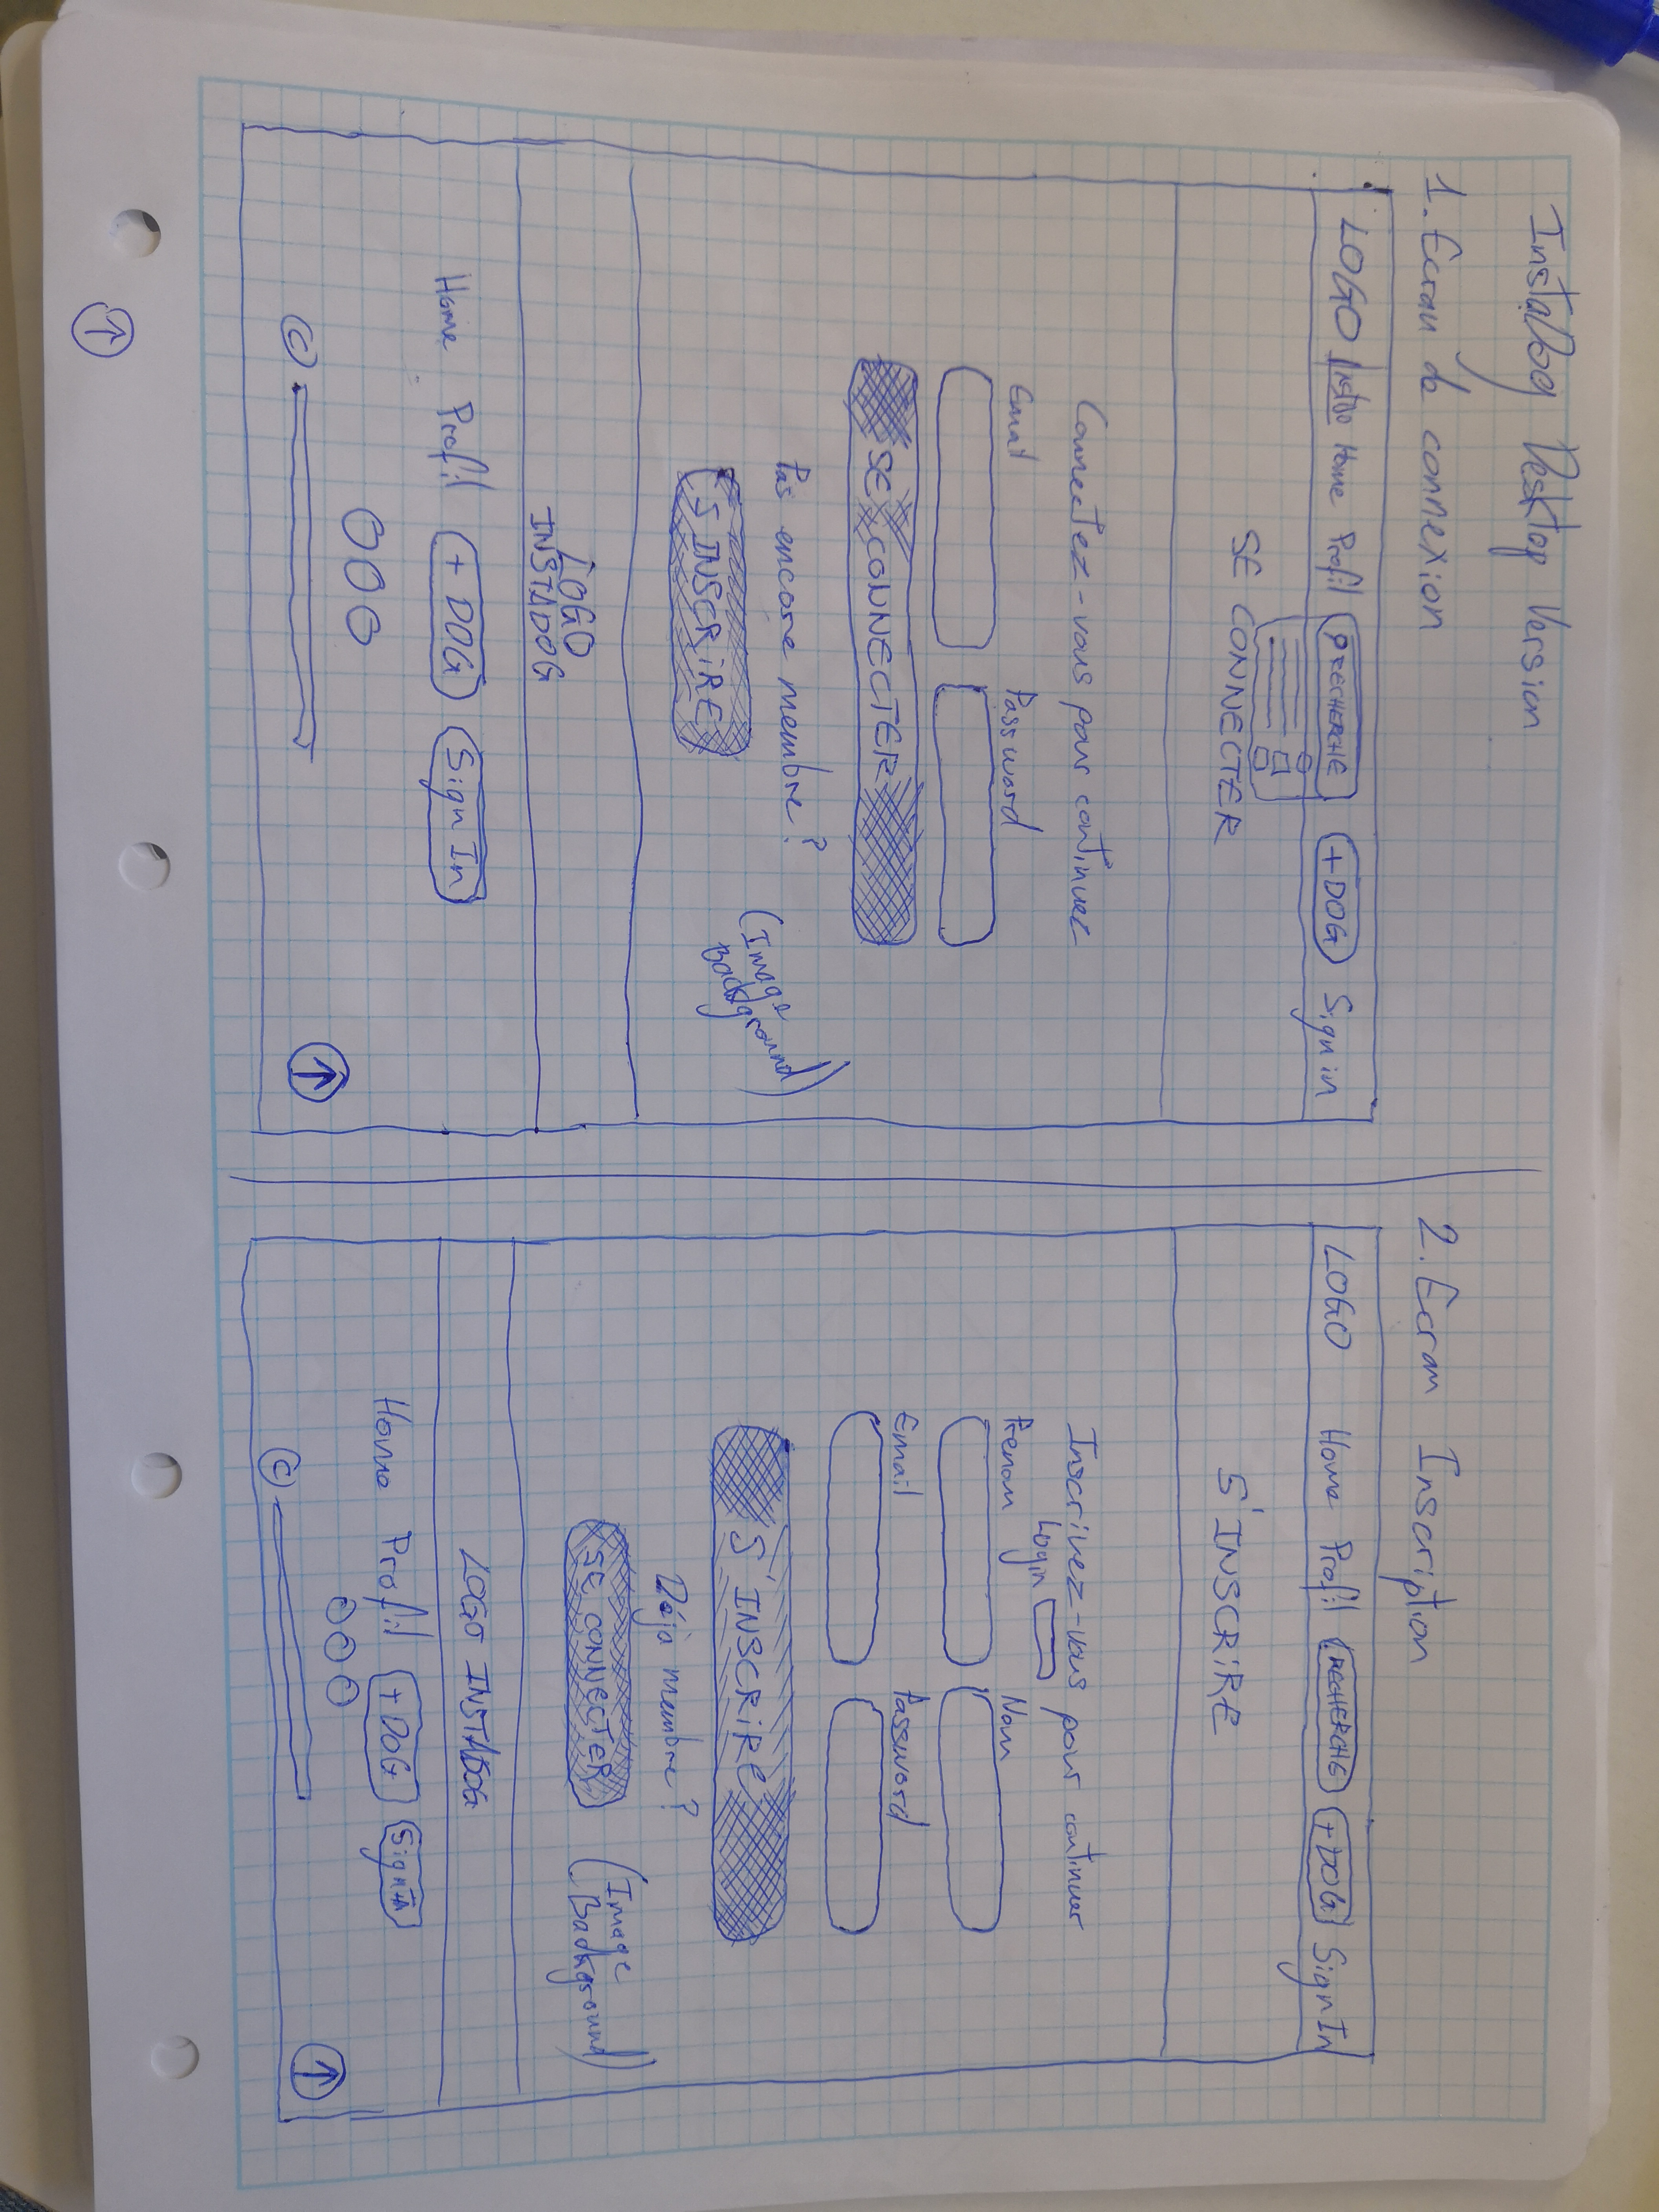 InstaDog Desktop Version
1. Ecran de connexion
LOGO Home Profil RECHERCHE +DOG Sign in
SE CONNECTER
Connectez-vous pour continuer
Email Password
SE CONNECTER
Pas encore membre?
S INSCRiRE
(Image
Background)
LOGO
INSTADOG
Home Profil + DOG Sign In
©
↑
↑
2. Ecran Inscription
LOGO Home Profil RECHERCHE +DOG Sign In
S'INSCRiRE
Inscrivez-vous pour continuer
Login
Prenom Nom
Email Password
S'INSCRiRE
Déja membre?
SE CONNECTER
(Image
Background)
LOGO INSTADOG
Home Profil +DOG Sign In
©
↑